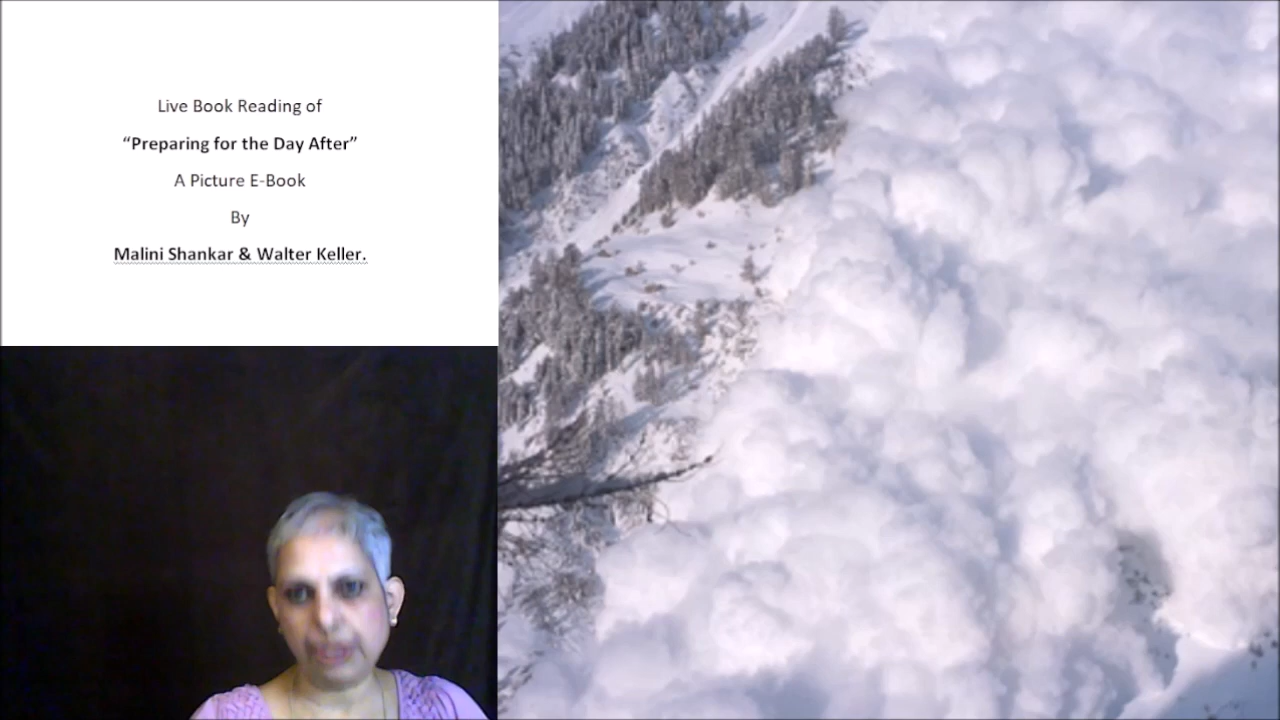 Live Book Reading of
“Preparing for the Day After”
A Picture E-Book
By
Malini Shankar & Walter Keller.